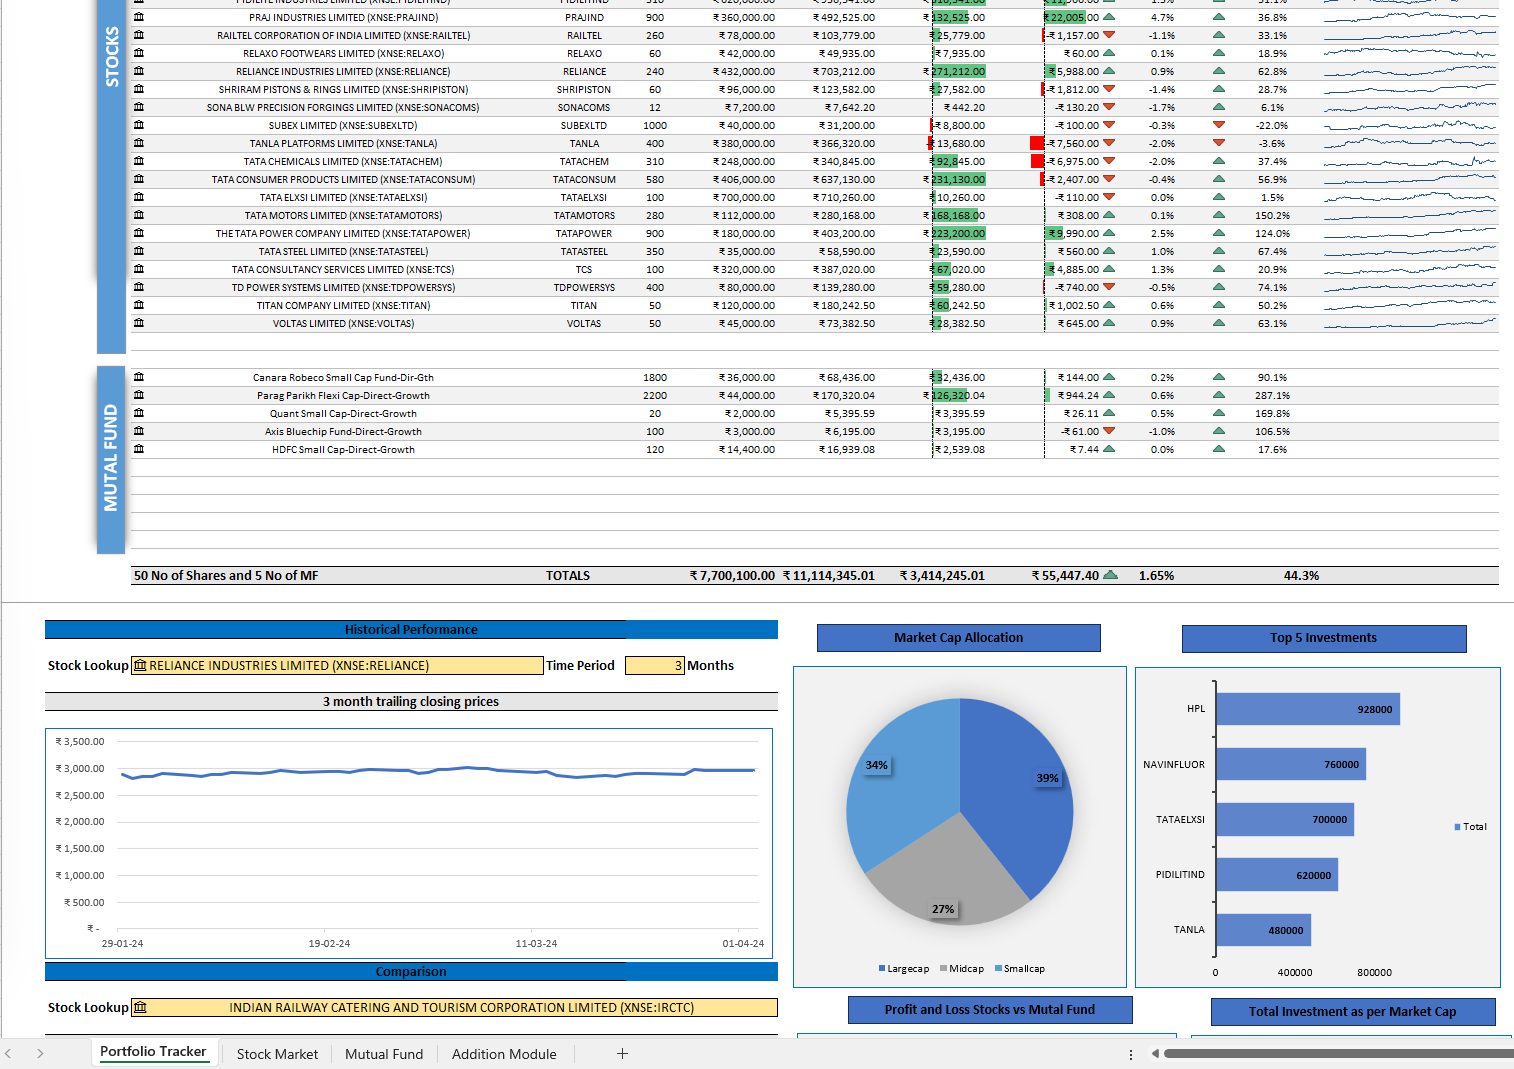 STOCKS
PRAJ INDUSTRIES LIMITED (XNSE:PRAJIND) PRAJIND 900 ₹ 360,000.00 ₹ 492,525.00 ₹ 132,525.00 ₹ 22,005.00 4.7% 36.8%
RAILTEL CORPORATION OF INDIA LIMITED (XNSE:RAILTEL) RAILTEL 260 ₹ 78,000.00 ₹ 103,779.00 ₹ 25,779.00 -₹ 1,157.00 -1.1% 33.1%
RELAXO FOOTWEARS LIMITED (XNSE:RELAXO) RELAXO 60 ₹ 42,000.00 ₹ 49,935.00 ₹ 7,935.00 ₹ 60.00 0.1% 18.9%
RELIANCE INDUSTRIES LIMITED (XNSE:RELIANCE) RELIANCE 240 ₹ 432,000.00 ₹ 703,212.00 ₹ 271,212.00 ₹ 5,988.00 0.9% 62.8%
SHRIRAM PISTONS & RINGS LIMITED (XNSE:SHRIPISTON) SHRIPISTON 60 ₹ 96,000.00 ₹ 123,582.00 ₹ 27,582.00 -₹ 1,812.00 -1.4% 28.7%
SONA BLW PRECISION FORGINGS LIMITED (XNSE:SONACOMS) SONACOMS 12 ₹ 7,200.00 ₹ 7,642.20 ₹ 442.20 -₹ 130.20 -1.7% 6.1%
SUBEX LIMITED (XNSE:SUBEXLTD) SUBEXLTD 1000 ₹ 40,000.00 ₹ 31,200.00 -₹ 8,800.00 -₹ 100.00 -0.3% -22.0%
TANLA PLATFORMS LIMITED (XNSE:TANLA) TANLA 400 ₹ 380,000.00 ₹ 366,320.00 -₹ 13,680.00 -₹ 7,560.00 -2.0% -3.6%
TATA CHEMICALS LIMITED (XNSE:TATACHEM) TATACHEM 310 ₹ 248,000.00 ₹ 340,845.00 ₹ 92,845.00 -₹ 6,975.00 -2.0% 37.4%
TATA CONSUMER PRODUCTS LIMITED (XNSE:TATACONSUM) TATACONSUM 580 ₹ 406,000.00 ₹ 637,130.00 ₹ 231,130.00 -₹ 2,407.00 -0.4% 56.9%
TATA ELXSI LIMITED (XNSE:TATAELXSI) TATAELXSI 100 ₹ 700,000.00 ₹ 710,260.00 ₹ 10,260.00 -₹ 110.00 0.0% 1.5%
TATA MOTORS LIMITED (XNSE:TATAMOTORS) TATAMOTORS 280 ₹ 112,000.00 ₹ 280,168.00 ₹ 168,168.00 ₹ 308.00 0.1% 150.2%
THE TATA POWER COMPANY LIMITED (XNSE:TATAPOWER) TATAPOWER 900 ₹ 180,000.00 ₹ 403,200.00 ₹ 223,200.00 ₹ 9,990.00 2.5% 124.0%
TATA STEEL LIMITED (XNSE:TATASTEEL) TATASTEEL 350 ₹ 35,000.00 ₹ 58,590.00 ₹ 23,590.00 ₹ 560.00 1.0% 67.4%
TATA CONSULTANCY SERVICES LIMITED (XNSE:TCS) TCS 100 ₹ 320,000.00 ₹ 387,020.00 ₹ 67,020.00 ₹ 4,885.00 1.3% 20.9%
TD POWER SYSTEMS LIMITED (XNSE:TDPOWERSYS) TDPOWERSYS 400 ₹ 80,000.00 ₹ 139,280.00 ₹ 59,280.00 -₹ 740.00 -0.5% 74.1%
TITAN COMPANY LIMITED (XNSE:TITAN) TITAN 50 ₹ 120,000.00 ₹ 180,242.50 ₹ 60,242.50 ₹ 1,002.50 0.6% 50.2%
VOLTAS LIMITED (XNSE:VOLTAS) VOLTAS 50 ₹ 45,000.00 ₹ 73,382.50 ₹ 28,382.50 ₹ 645.00 0.9% 63.1%
MUTAL FUND
Canara Robeco Small Cap Fund-Dir-Gth 1800 ₹ 36,000.00 ₹ 68,436.00 ₹ 32,436.00 ₹ 144.00 0.2% 90.1%
Parag Parikh Flexi Cap-Direct-Growth 2200 ₹ 44,000.00 ₹ 170,320.04 ₹ 126,320.04 ₹ 944.24 0.6% 287.1%
Quant Small Cap-Direct-Growth 20 ₹ 2,000.00 ₹ 5,395.59 ₹ 3,395.59 ₹ 26.11 0.5% 169.8%
Axis Bluechip Fund-Direct-Growth 100 ₹ 3,000.00 ₹ 6,195.00 ₹ 3,195.00 -₹ 61.00 -1.0% 106.5%
HDFC Small Cap-Direct-Growth 120 ₹ 14,400.00 ₹ 16,939.08 ₹ 2,539.08 ₹ 7.44 0.0% 17.6%
50 No of Shares and 5 No of MF TOTALS ₹ 7,700,100.00 ₹ 11,114,345.01 ₹ 3,414,245.01 ₹ 55,447.40 1.65% 44.3%
Historical Performance
Stock Lookup RELIANCE INDUSTRIES LIMITED (XNSE:RELIANCE) Time Period 3 Months
3 month trailing closing prices
₹ 3,500.00
₹ 3,000.00
₹ 2,500.00
₹ 2,000.00
₹ 1,500.00
₹ 1,000.00
₹ 500.00
₹ -
29-01-24 19-02-24 11-03-24 01-04-24
Comparison
Stock Lookup INDIAN RAILWAY CATERING AND TOURISM CORPORATION LIMITED (XNSE:IRCTC)
Market Cap Allocation
34%
39%
27%
Largecap Midcap Smallcap
Top 5 Investments
HPL 928000
NAVINFLUOR 760000
TATAELXSI 700000
PIDILITIND 620000
TANLA 480000
Total
0 400000 800000
Profit and Loss Stocks vs Mutal Fund
Total Investment as per Market Cap
Portfolio Tracker Stock Market Mutual Fund Addition Module +